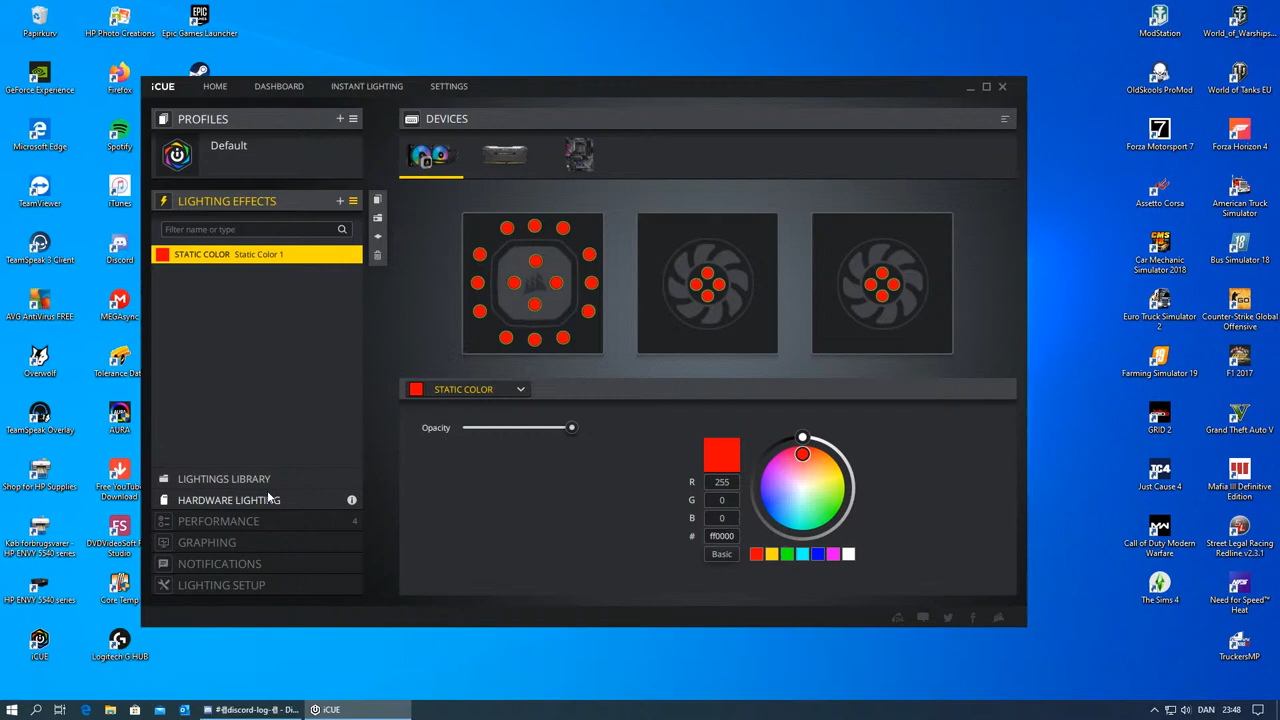 Papirkurv
HP Photo Creations
Epic Games Launcher
ModStation
World_of_Warships...
GeForce Experience
Firefox
OldSkools ProMod
World of Tanks EU
Microsoft Edge
Spotify
Forza Motorsport 7
Forza Horizon 4
TeamViewer
iTunes
Assetto Corsa
American Truck Simulator
TeamSpeak 3 Client
Discord
Car Mechanic Simulator 2018
Bus Simulator 18
AVG AntiVirus FREE
MEGAsync
Euro Truck Simulator 2
Counter-Strike Global Offensive
Overwolf
Tolerance Dat
Farming Simulator 19
F1 2017
TeamSpeak Overlay
AURA
GRID 2
Grand Theft Auto V
Shop for HP Supplies
Free YouTube Download
Just Cause 4
Mafia III Definitive Edition
Køb forbrugsvarer - HP ENVY 5540 series
DVDVideoSoft Free Studio
Call of Duty Modern Warfare
Street Legal Racing Redline v2.3.1
HP ENVY 5540 series
Core Temp
The Sims 4
Need for Speed™ Heat
iCUE
Logitech G HUB
TruckersMP
iCUE
HOME
DASHBOARD
INSTANT LIGHTING
SETTINGS
PROFILES
Default
LIGHTING EFFECTS
Filter name or type
STATIC COLOR Static Color 1
LIGHTINGS LIBRARY
HARDWARE LIGHTING
PERFORMANCE 4
GRAPHING
NOTIFICATIONS
LIGHTING SETUP
DEVICES
STATIC COLOR
Opacity
R 255
G 0
B 0
# ff0000
Basic
iCUE
DAN
23:48